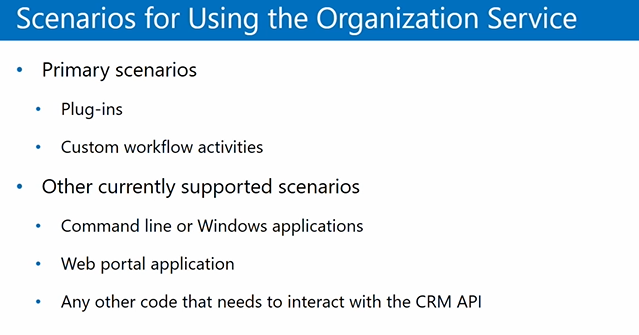 Scenarios for Using the Organization Service
• Primary scenarios
• Plug-ins
• Custom workflow activities
• Other currently supported scenarios
• Command line or Windows applications
• Web portal application
• Any other code that needs to interact with the CRM API